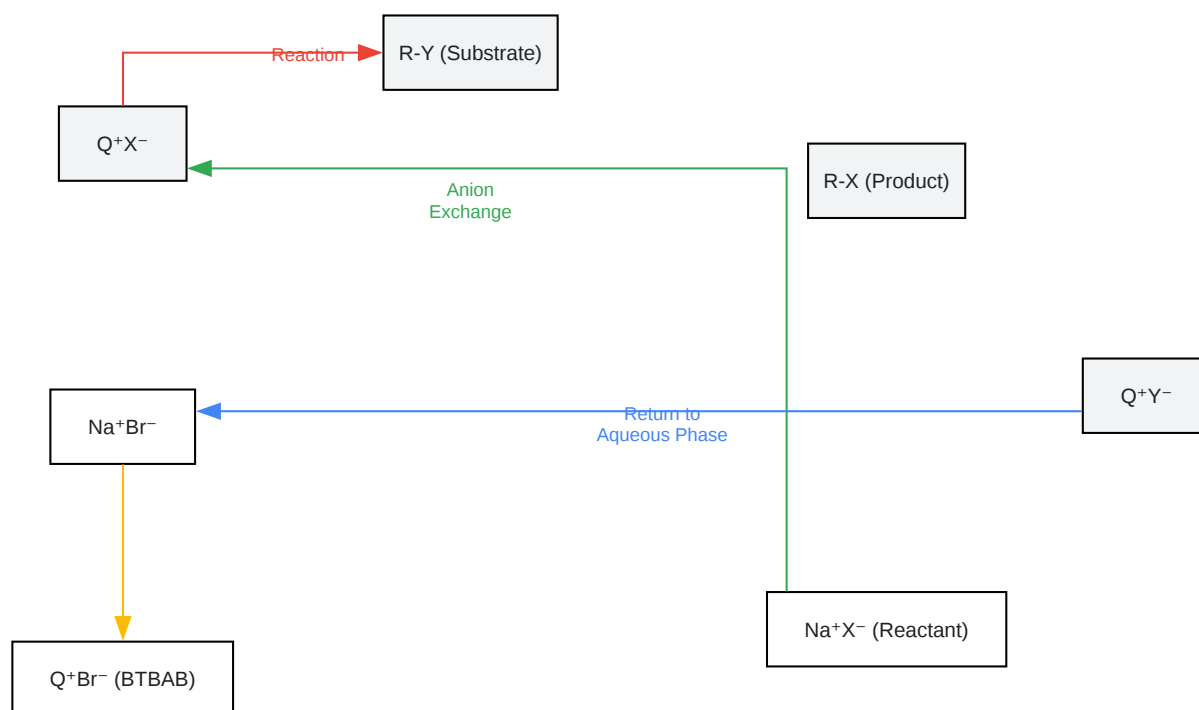 R-Y (Substrate)
Reaction
Q⁺X⁻
R-X (Product)
Anion
Exchange
Q⁺Y⁻
Na⁺Br⁻
Return to
Aqueous Phase
Na⁺X⁻ (Reactant)
Q⁺Br⁻ (BTBAB)